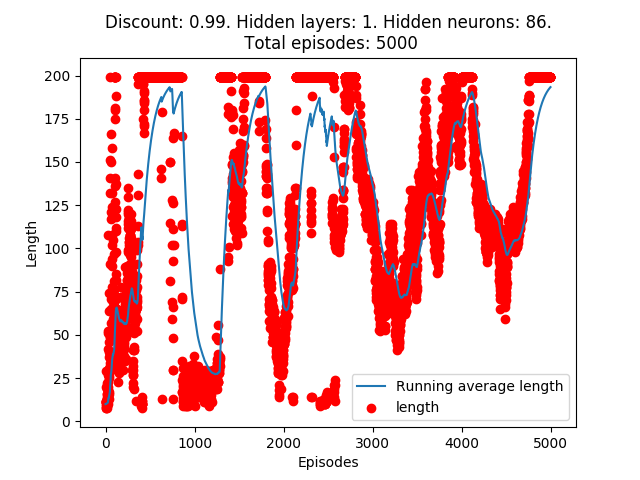 Discount: 0.99. Hidden layers: 1. Hidden neurons: 86.
Total episodes: 5000
200
175
150
125
100
75
50
25
0
Length
Running average length
length
0 1000 2000 3000 4000 5000
Episodes